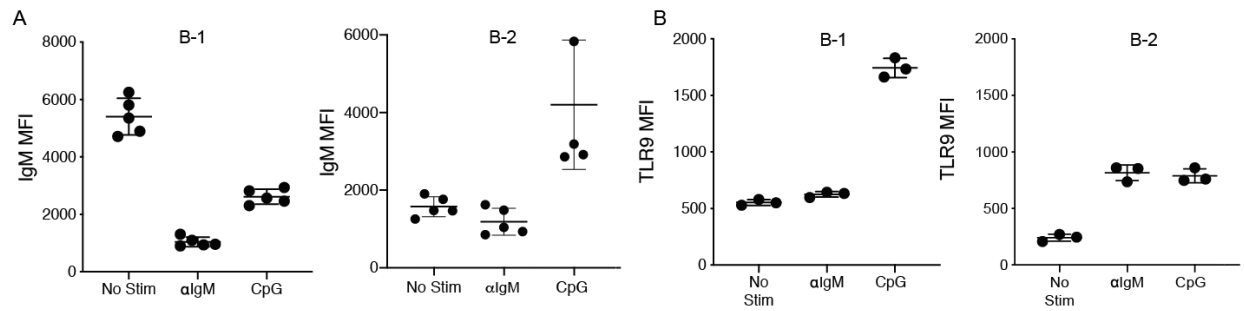 A
B-1
IgM MFI
8000
6000
4000
2000
0
No Stim
αIgM
CpG
B-2
IgM MFI
6000
4000
2000
0
No Stim
αIgM
CpG
B
B-1
TLR9 MFI
2000
1500
1000
500
0
No
Stim
αIgM
CpG
B-2
TLR9 MFI
2000
1500
1000
500
0
No
Stim
αIgM
CpG